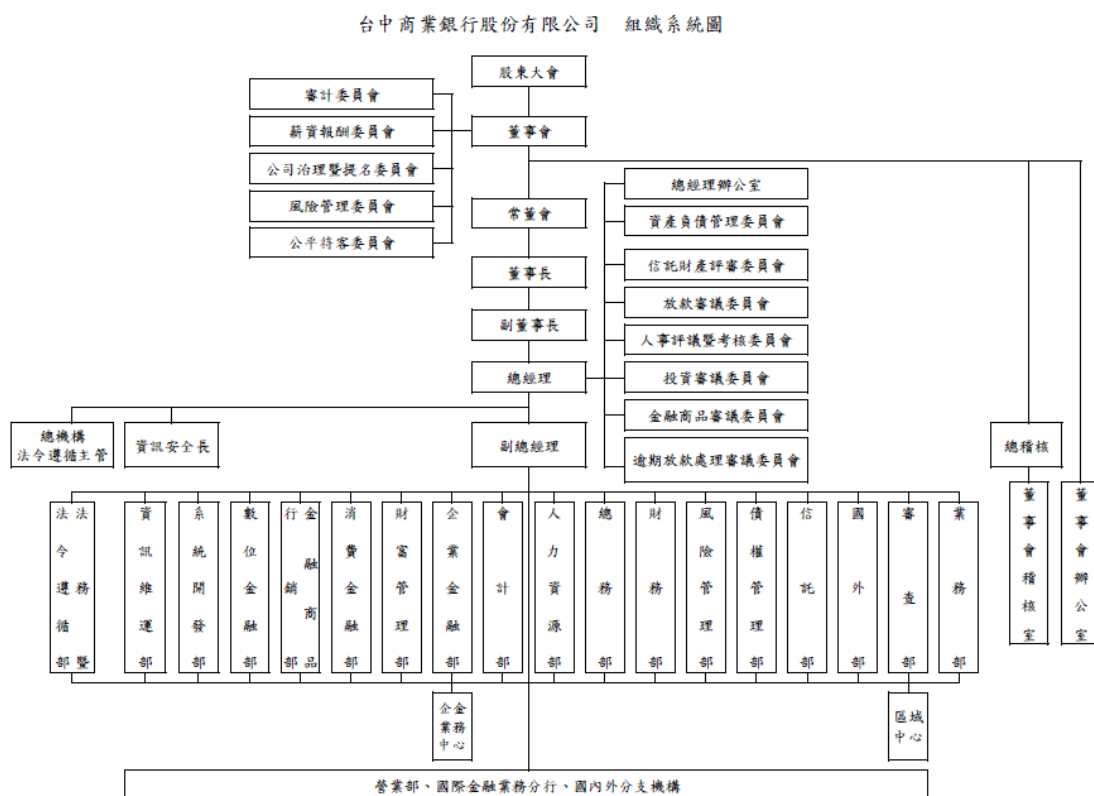 台中商業銀行股份有限公司　組織系統圖
股東大會
審計委員會
薪資報酬委員會
公司治理暨提名委員會
風險管理委員會
公平待客委員會
董事會
常董會
董事長
副董事長
總經理
總經理辦公室
資產負債管理委員會
信託財產評審委員會
放款審議委員會
人事評議暨考核委員會
投資審議委員會
金融商品審議委員會
逾期放款處理審議委員會
總機構
法令遵循主管
資訊安全長
副總經理
總稽核
董事會稽核室
董事會辦公室
法務暨
法令遵循部
資訊維運部
系統開發部
數位金融部
金融商品
行銷部
消費金融部
財富管理部
企業金融部
會計部
人力資源部
總務部
財務部
風險管理部
債權管理部
信託部
國外部
審查部
業務部
企金
業務
中心
區域
中心
營業部、國際金融業務分行、國內外分支機構